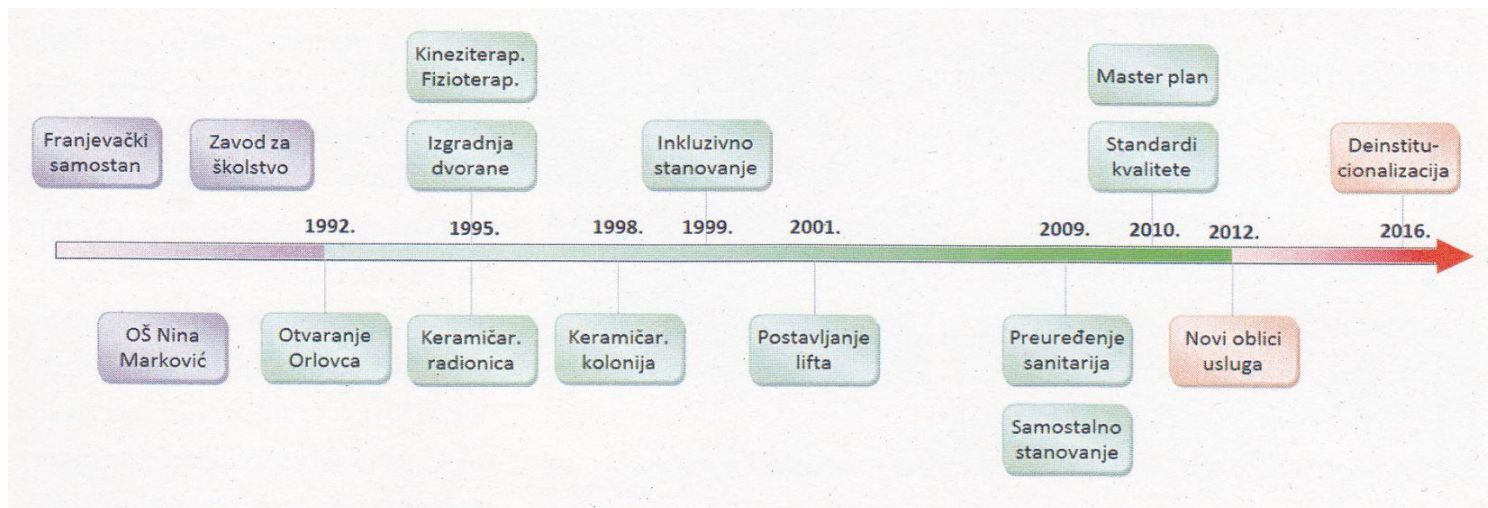 Kineziterap.
Fizioterap.
Master plan
Franjevački
samostan
Zavod za
školstvo
Izgradnja
dvorane
Inkluzivno
stanovanje
Standardi
kvalitete
Deinstitu-
cionalizacija
1992.
1995.
1998.
1999.
2001.
2009.
2010.
2012.
2016.
OŠ Nina
Marković
Otvaranje
Orlovca
Keramičar.
radionica
Keramičar.
kolonija
Postavljanje
lifta
Preuređenje
sanitarija
Novi oblici
usluga
Samostalno
stanovanje